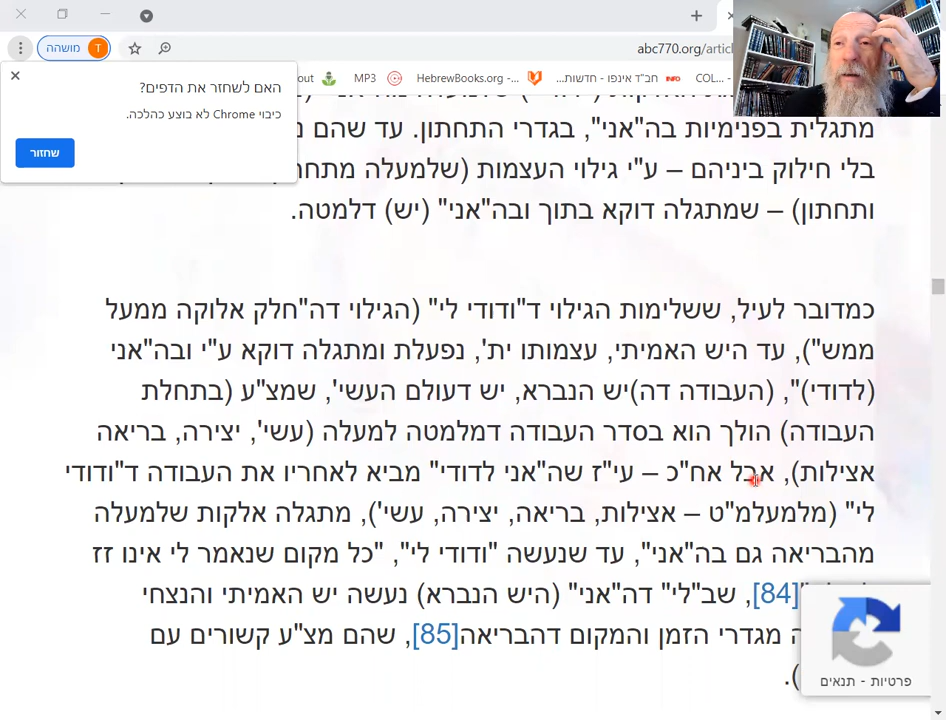 מושהה
T
abc770.org/artic
out
MP3
HebrewBooks.org -...
חב"ד אינפו - חדשות...
INFO
COL...
האם לשחזר את הדפים?
כיבוי Chrome לא בוצע כהלכה.
שחזור
מתגלית בפנימיות בה"אני", בגדרי התחתון. עד שהם
בלי חילוק ביניהם – ע"י גילוי העצמות (שלמעלה
ותחתון) – שמתגלה דוקא בתוך ובה"אני" (יש) דלמטה.
כמדובר לעיל, ששלימות הגילוי ד"ודודי לי" (הגילוי דה"חלק אלוקה ממעל
ממש"), עד היש האמיתי, עצמותו ית', נפעלת ומתגלה דוקא ע"י ובה"אני
(לדודי)", (העבודה דה)יש הנברא, יש דעולם העשי', שמצ"ע (בתחלת
העבודה) הולך הוא בסדר העבודה דמלמטה למעלה (עשי', יצירה, בריאה
אצילות), אבל אח"כ – עי"ז שה"אני לדודי" מביא לאחריו את העבודה ד"ודודי
לי" (מלמעלמ"ט – אצילות, בריאה, יצירה, עשי'), מתגלה אלקות שלמעלה
מהבריאה גם בה"אני", עד שנעשה "ודודי לי", "כל מקום שנאמר לי אינו זז
[84], שב"לי" דה"אני" (היש הנברא) נעשה יש האמיתי והנצחי
מגדרי הזמן והמקום דהבריאה[85], שהם מצ"ע קשורים עם
).
פרטיות - תנאים